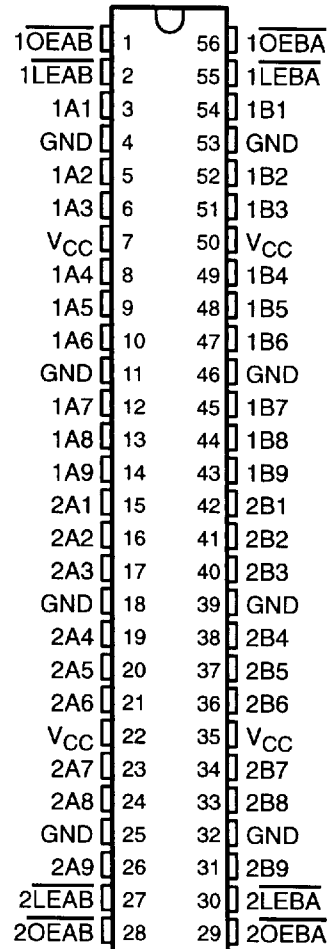 1OEAB 1 56 1OEBA
1LEAB 2 55 1LEBA
1A1 3 54 1B1
GND 4 53 GND
1A2 5 52 1B2
1A3 6 51 1B3
VCC 7 50 VCC
1A4 8 49 1B4
1A5 9 48 1B5
1A6 10 47 1B6
GND 11 46 GND
1A7 12 45 1B7
1A8 13 44 1B8
1A9 14 43 1B9
2A1 15 42 2B1
2A2 16 41 2B2
2A3 17 40 2B3
GND 18 39 GND
2A4 19 38 2B4
2A5 20 37 2B5
2A6 21 36 2B6
VCC 22 35 VCC
2A7 23 34 2B7
2A8 24 33 2B8
GND 25 32 GND
2A9 26 31 2B9
2LEAB 27 30 2LEBA
2OEAB 28 29 2OEBA